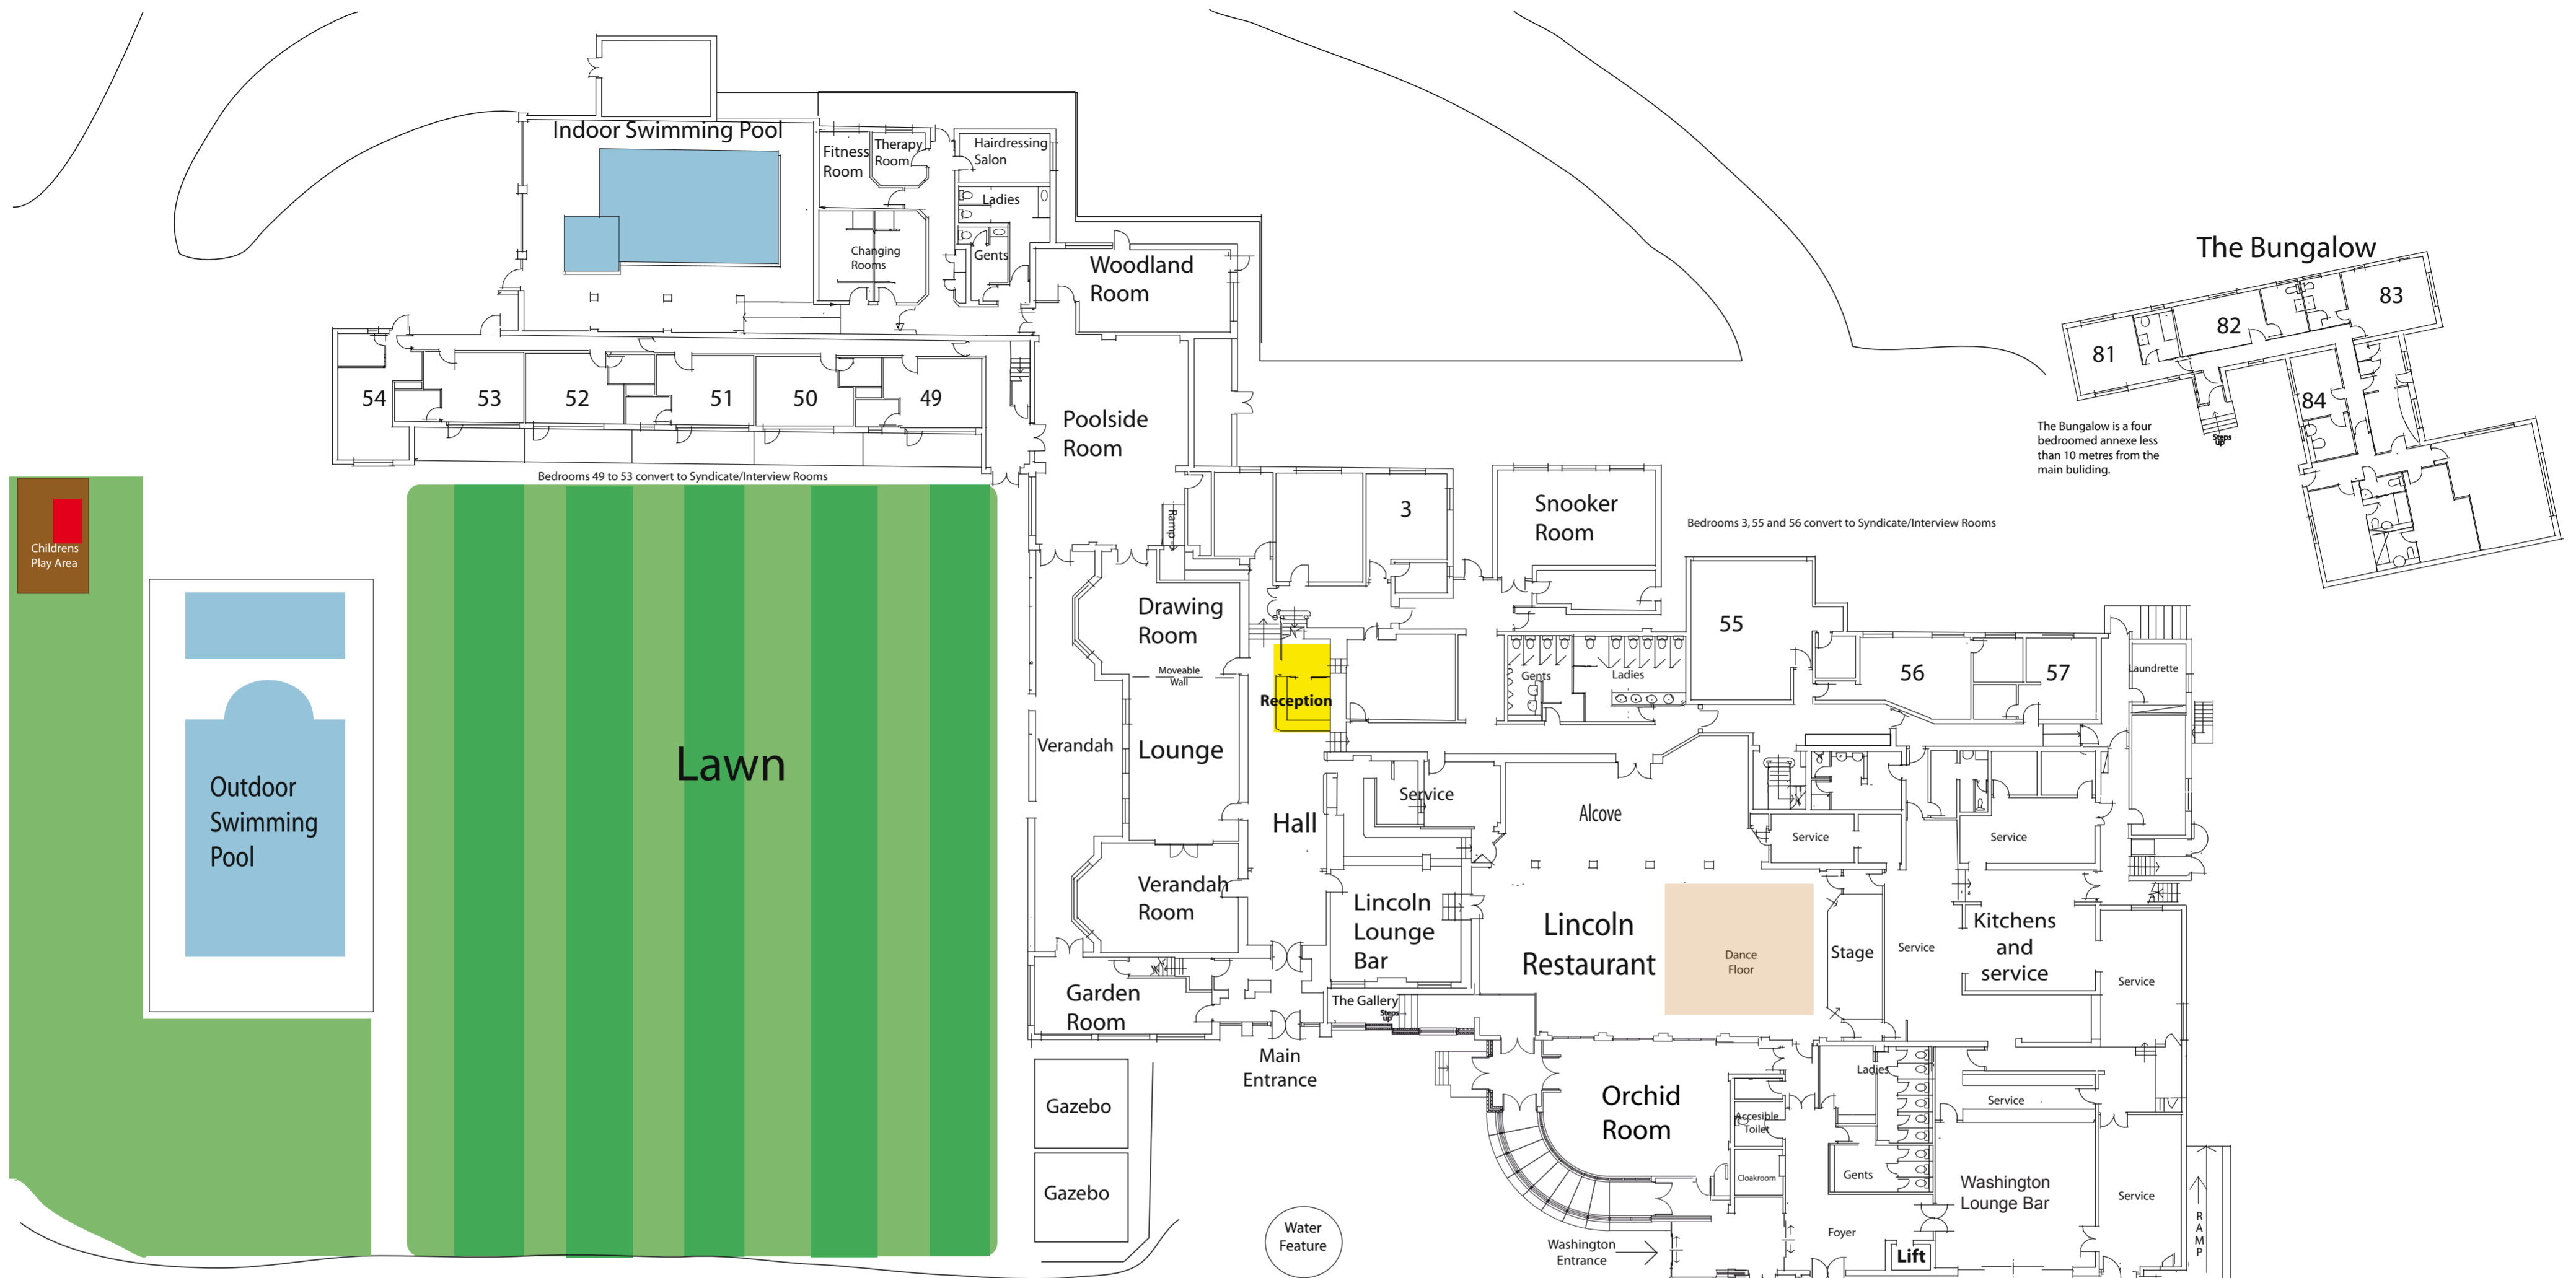 Indoor Swimming Pool
Fitness
Room
Therapy
Room
Hairdressing
Salon
Ladies
Changing
Rooms
Gents
Woodland
Room
The Bungalow
81
82
83
84
Steps
up
The Bungalow is a four
bedroomed annexe less
than 10 metres from the
main buliding.
54
53
52
51
50
49
Poolside
Room
Bedrooms 49 to 53 convert to Syndicate/Interview Rooms
Ramp
3
Snooker
Room
Bedrooms 3, 55 and 56 convert to Syndicate/Interview Rooms
Childrens
Play Area
Drawing
Room
Moveable
Wall
Reception
Gents
Ladies
55
56
57
Laundrette
Verandah
Lounge
Lawn
Outdoor
Swimming
Pool
Hall
Service
Alcove
Service
Service
Verandah
Room
Lincoln
Lounge
Bar
Lincoln
Restaurant
Dance
Floor
Stage
Service
Kitchens
and
service
Service
Garden
Room
The Gallery
Steps
up
Main
Entrance
Gazebo
Gazebo
Orchid
Room
Ladies
Accesible
Toilet
Service
Cloakroom
Gents
Washington
Lounge Bar
Service
RAMP
Water
Feature
Washington
Entrance
Foyer
Lift